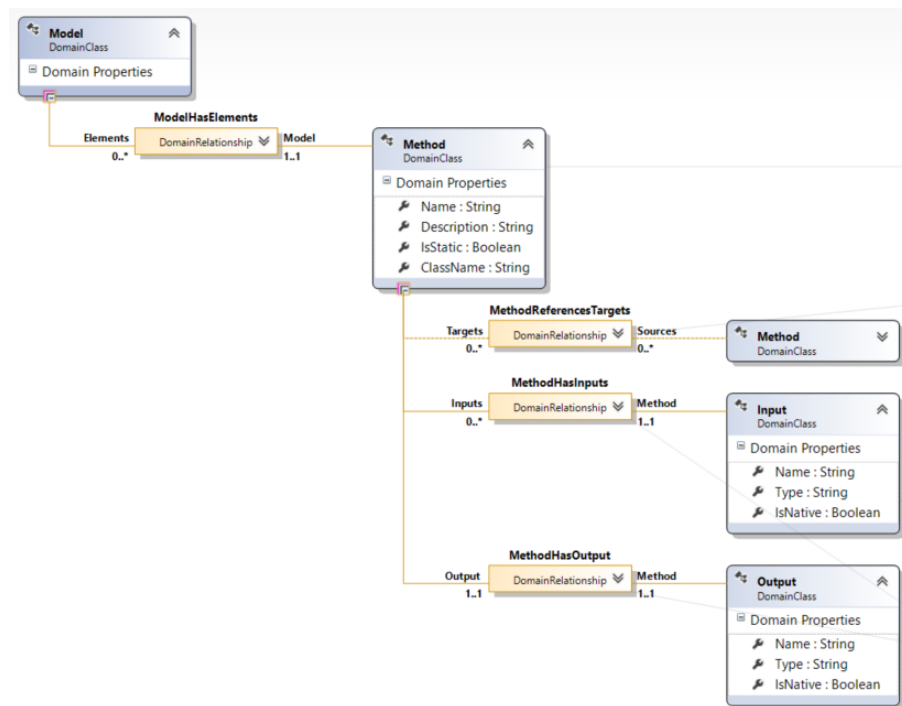 Model
DomainClass
Domain Properties
ModelHasElements
Elements DomainRelationship Model
0..* 1..1
Method
DomainClass
Domain Properties
Name : String
Description : String
IsStatic : Boolean
ClassName : String
MethodReferencesTargets
Targets DomainRelationship Sources
0..* 0..*
Method
DomainClass
MethodHasInputs
Inputs DomainRelationship Method
0..* 1..1
Input
DomainClass
Domain Properties
Name : String
Type : String
IsNative : Boolean
MethodHasOutput
Output DomainRelationship Method
1..1 1..1
Output
DomainClass
Domain Properties
Name : String
Type : String
IsNative : Boolean